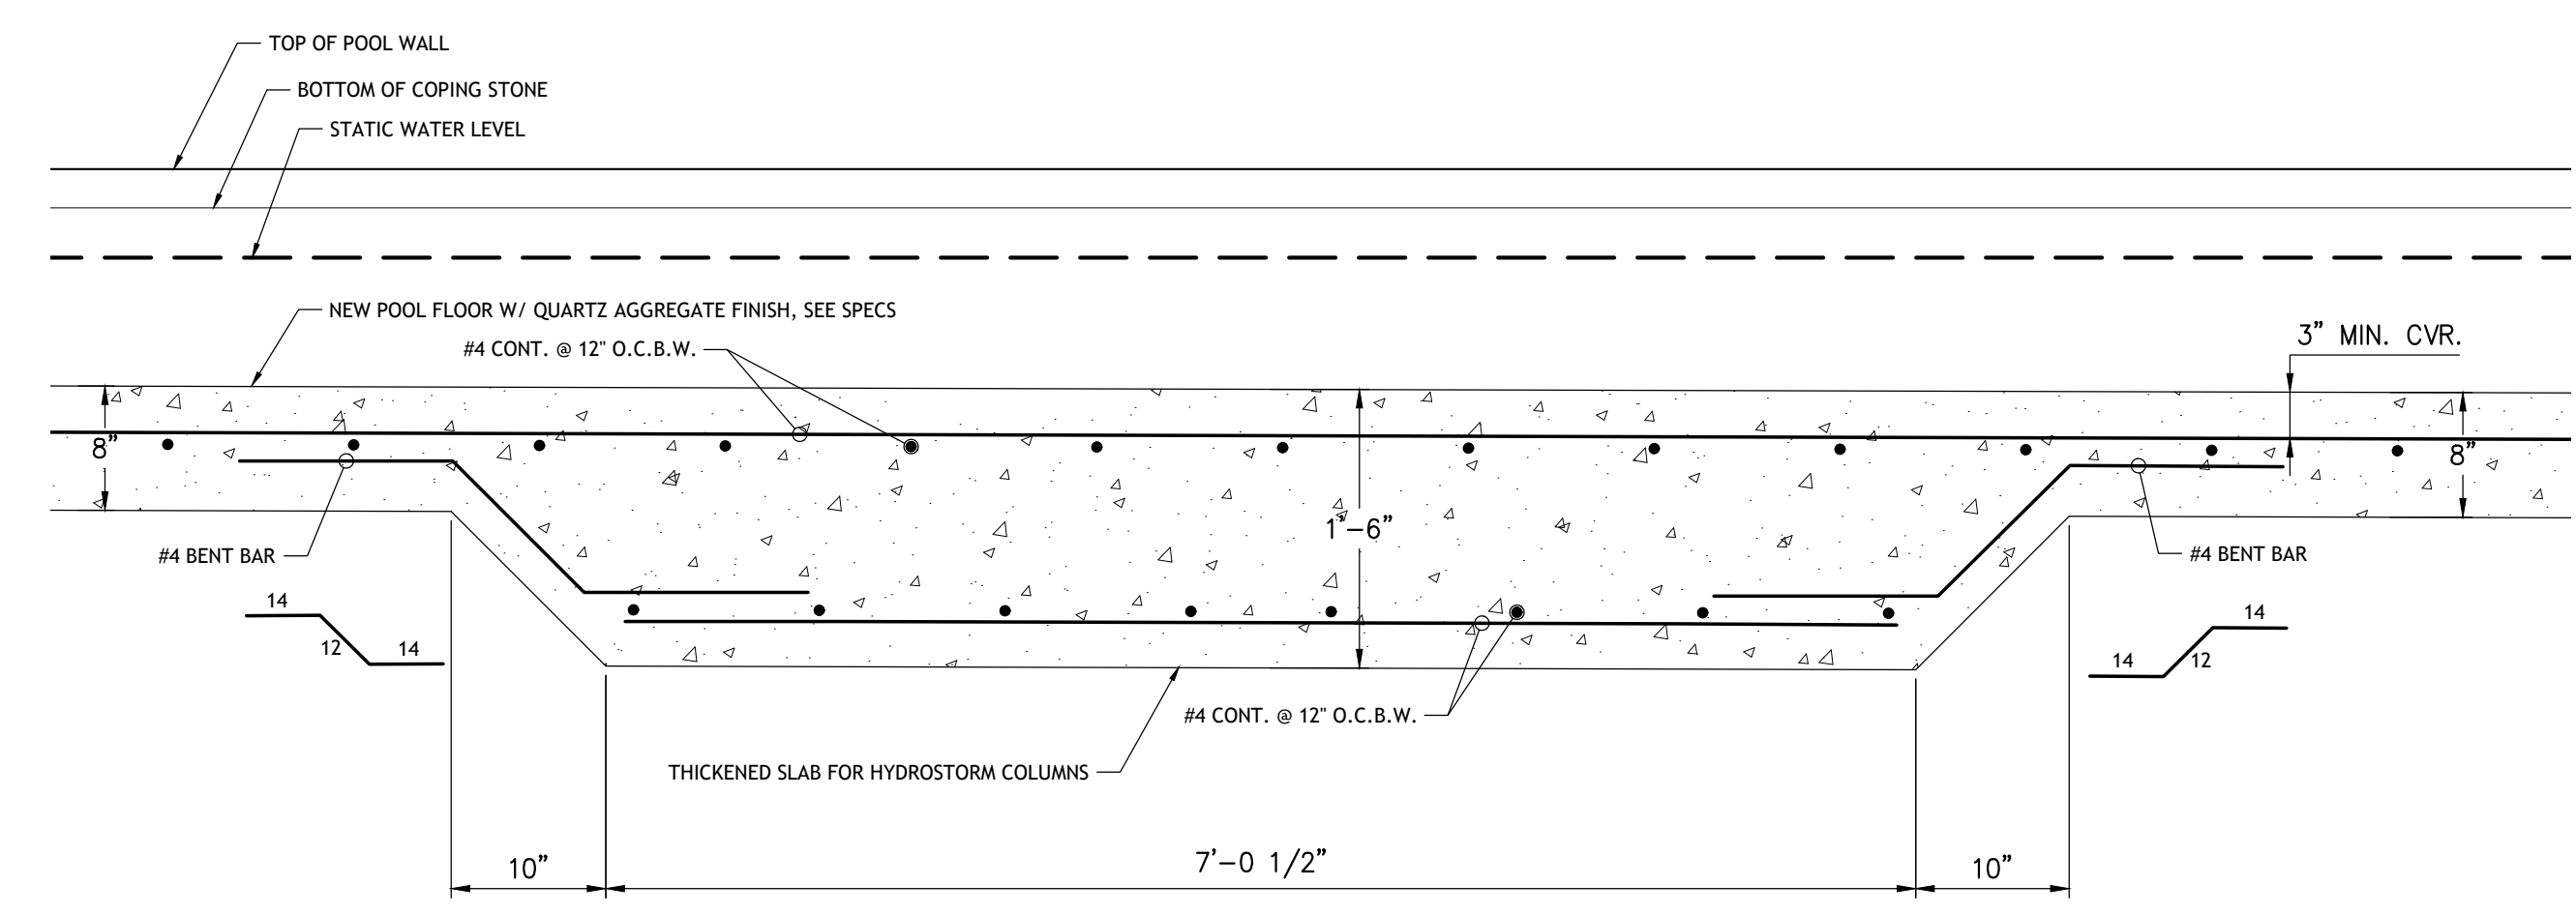 TOP OF POOL WALL
BOTTOM OF COPING STONE
STATIC WATER LEVEL
NEW POOL FLOOR W/ QUARTZ AGGREGATE FINISH, SEE SPECS
#4 CONT. @ 12" O.C.B.W.
3" MIN. CVR.
8"
8"
1'-6"
#4 BENT BAR
#4 BENT BAR
14
12
14
14
14
12
#4 CONT. @ 12" O.C.B.W.
THICKENED SLAB FOR HYDROSTORM COLUMNS
10"
7'-0 1/2"
10"